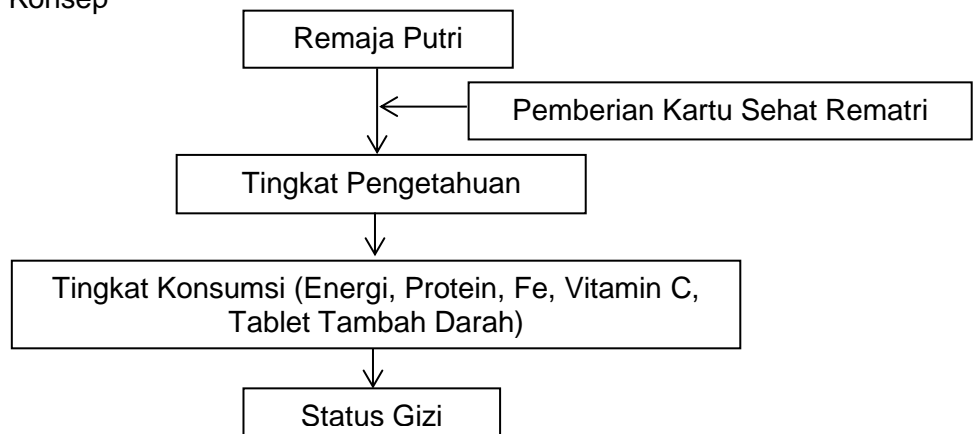 Konsep
Remaja Putri
Pemberian Kartu Sehat Rematri
Tingkat Pengetahuan
Tingkat Konsumsi (Energi, Protein, Fe, Vitamin C,
Tablet Tambah Darah)
Status Gizi